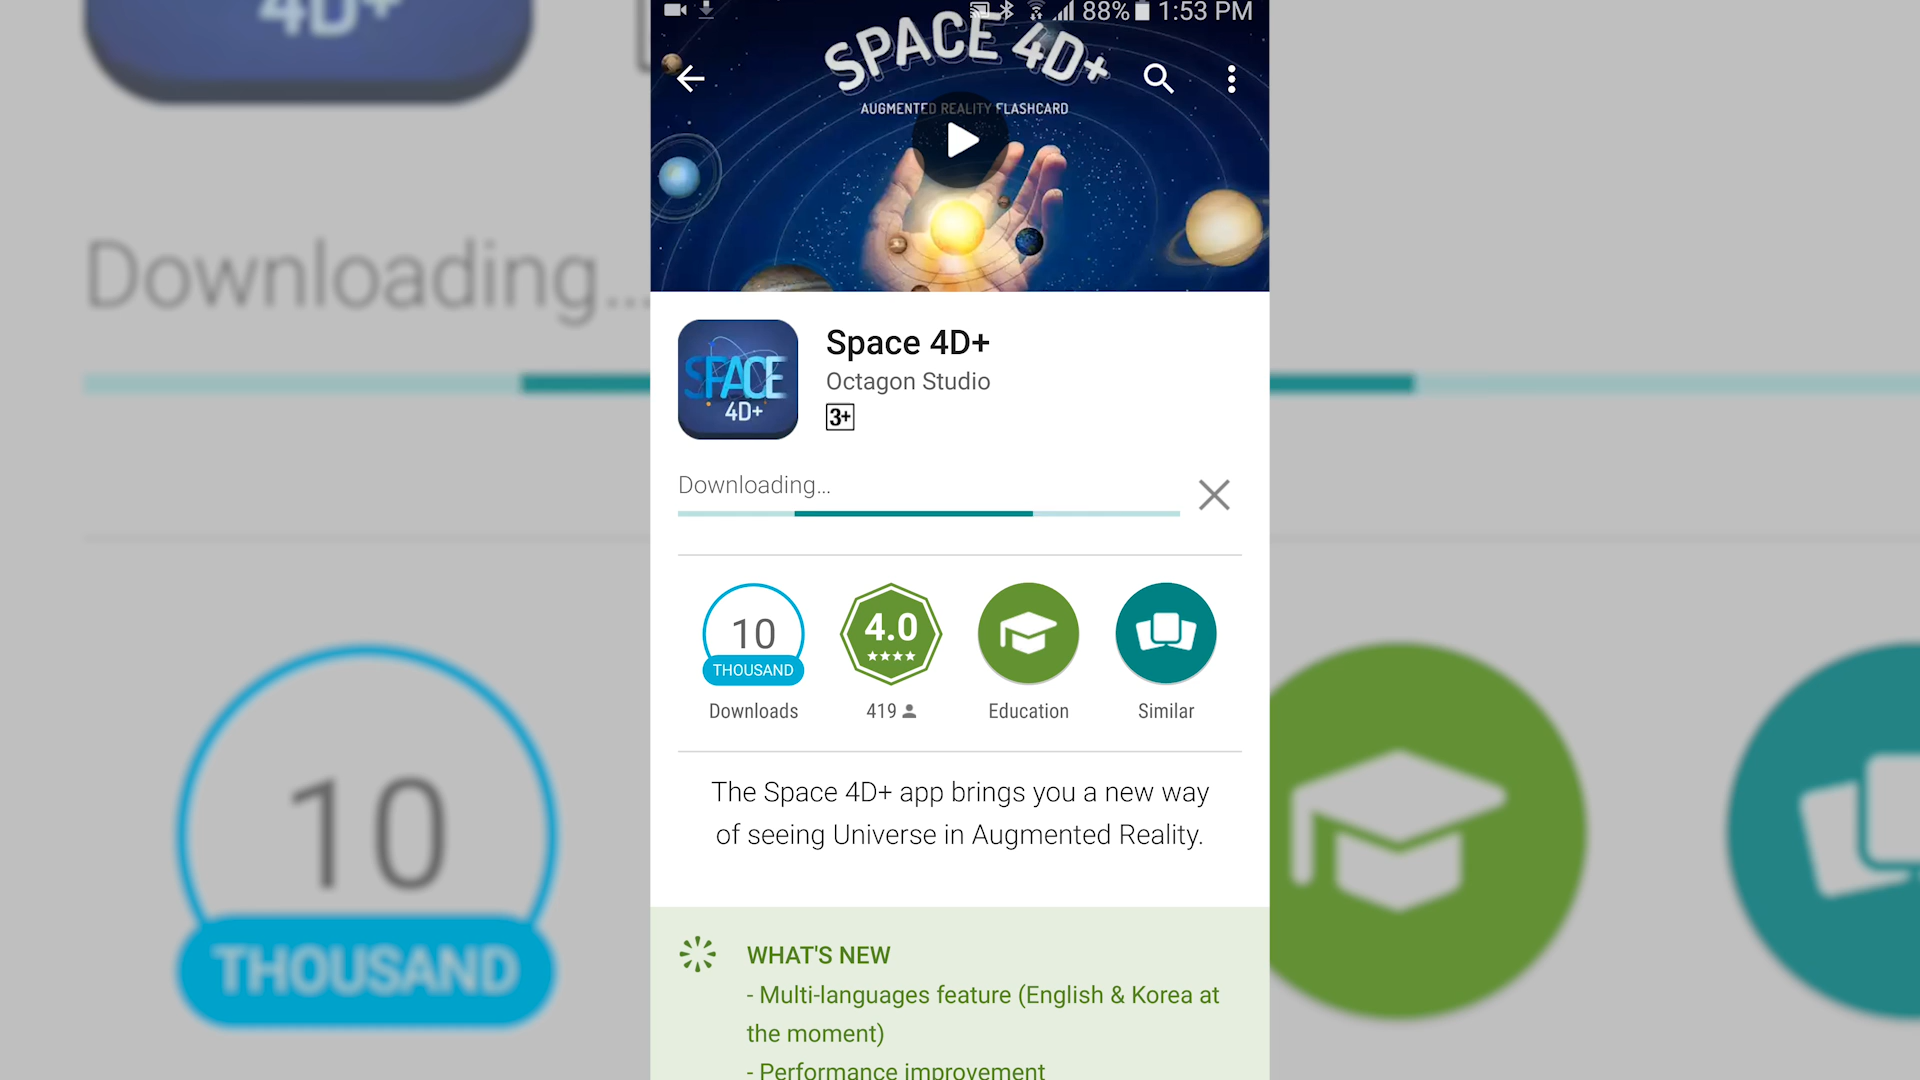 88% 1:53 PM
SPACE 4D+
AUGMENTED REALITY FLASHCARD
4D+
Downloading...
SPACE
4D+
Space 4D+
Octagon Studio
3+
Downloading...
10
THOUSAND
4.0
Downloads
419
Education
Similar
10
THOUSAND
The Space 4D+ app brings you a new way
of seeing Universe in Augmented Reality.
WHAT'S NEW
- Multi-languages feature (English & Korea at
the moment)
- Performance improvement